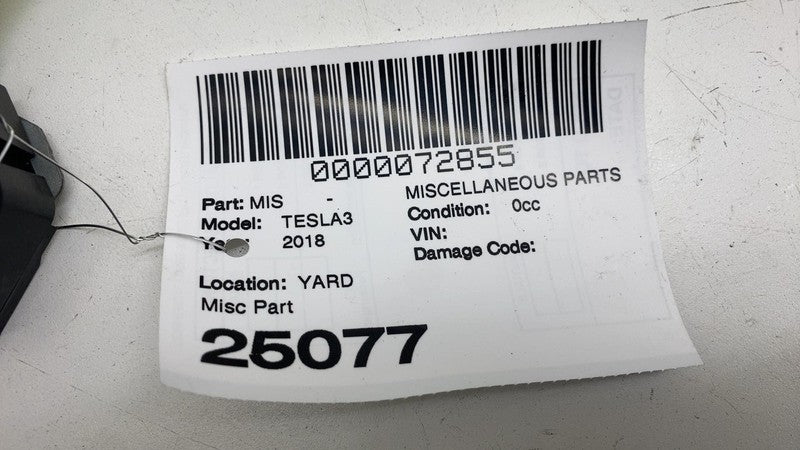 0000072855
Part: MIS - MISCELLANEOUS PARTS
Model: TESLA3 Condition: 0cc
2018 VIN:
Damage Code:
Location: YARD
Misc Part
25077